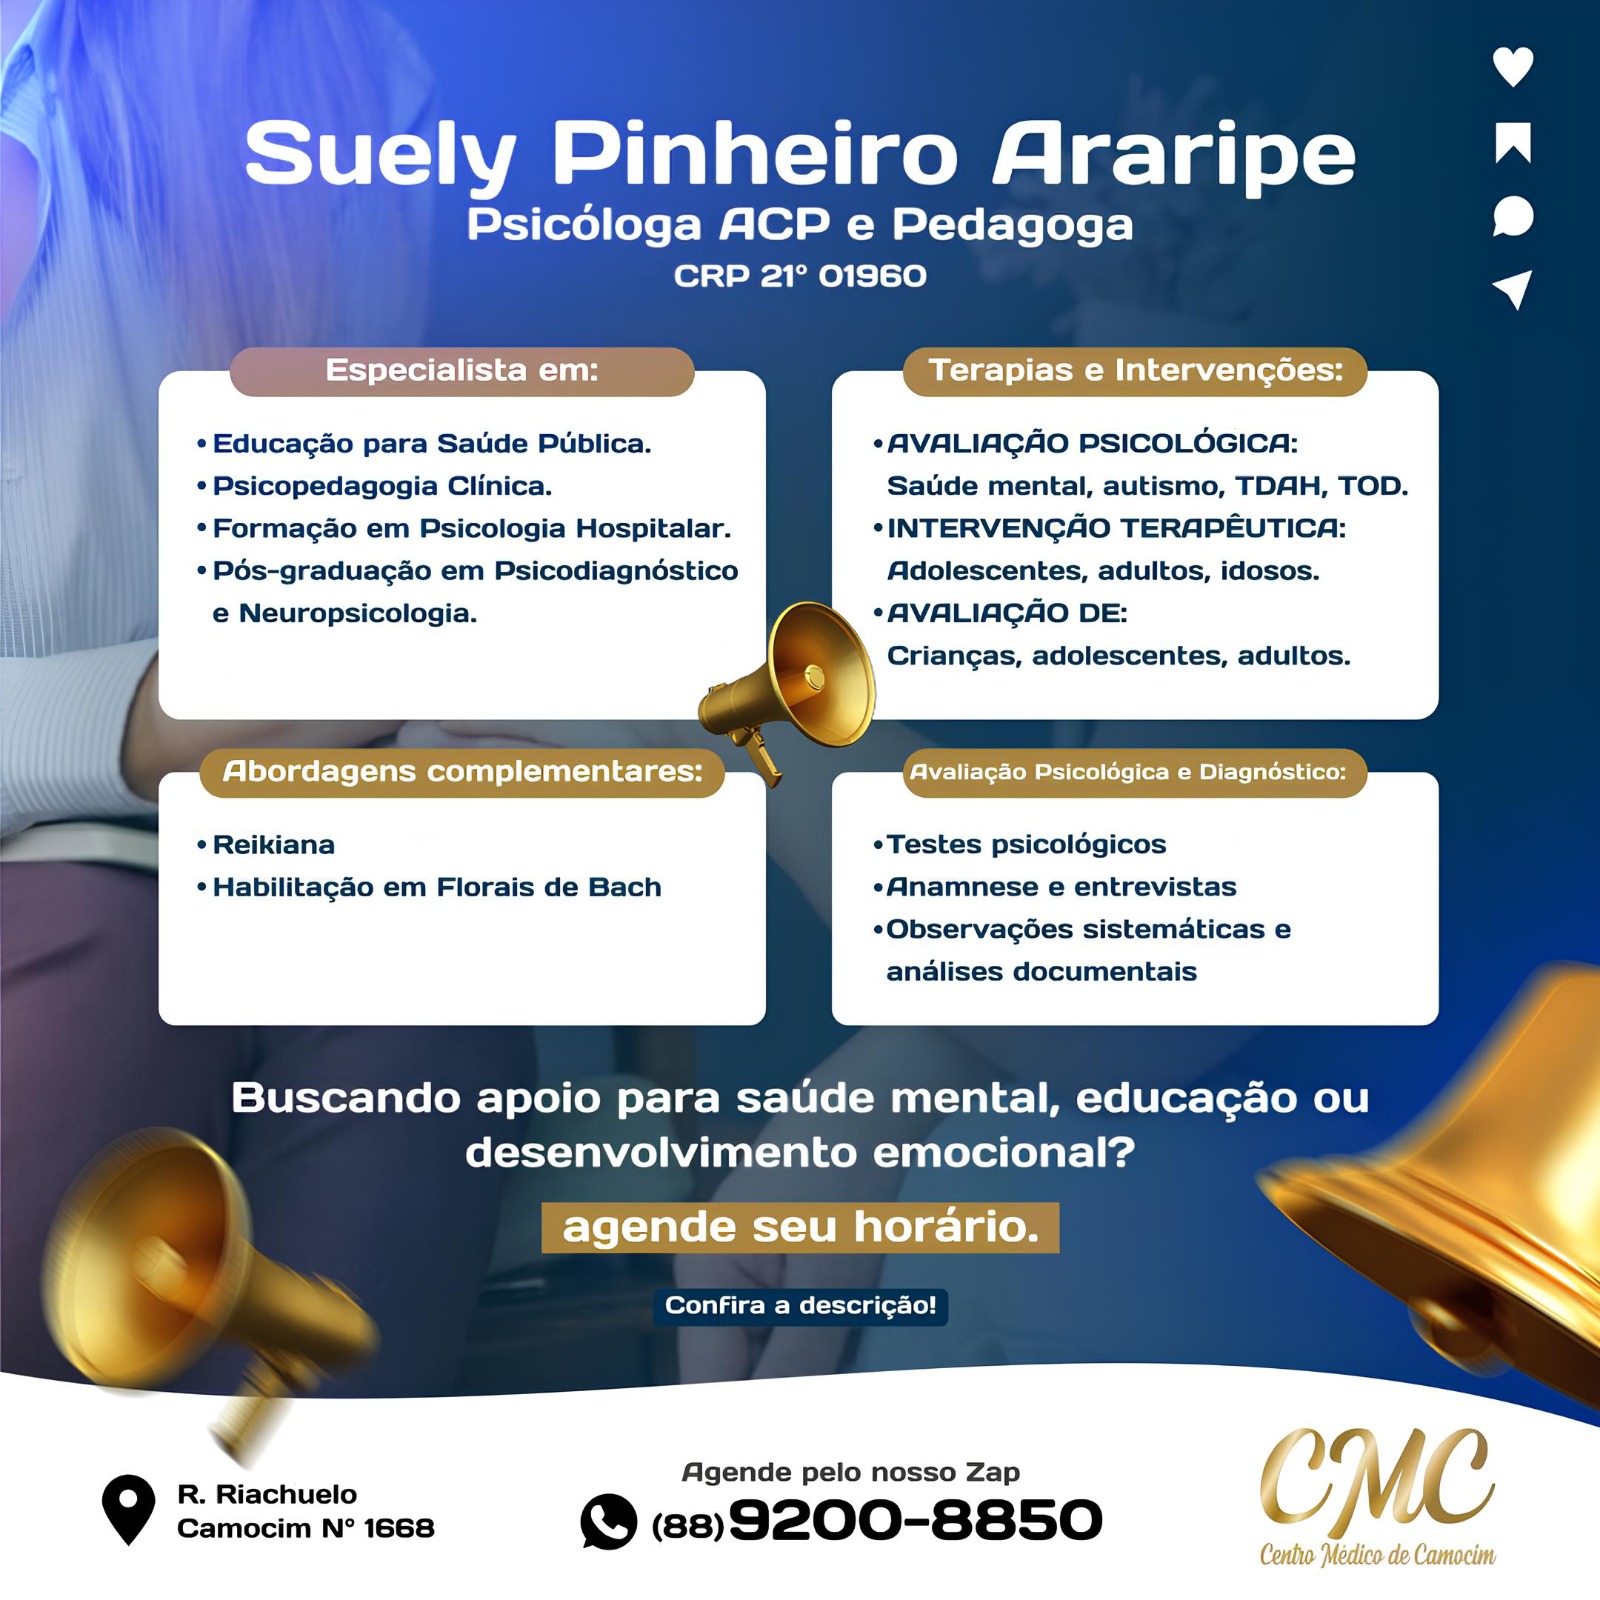 Suely Pinheiro Araripe
Psicóloga ACP e Pedagoga
CRP 21° 01960
Especialista em:
• Educação para Saúde Pública.
• Psicopedagogia Clínica.
• Formação em Psicologia Hospitalar.
• Pós-graduação em Psicodiagnóstico
e Neuropsicologia.
Terapias e Intervenções:
• AVALIAÇÃO PSICOLÓGICA:
Saúde mental, autismo, TDAH, TOD.
• INTERVENÇÃO TERAPÊUTICA:
Adolescentes, adultos, idosos.
• AVALIAÇÃO DE:
Crianças, adolescentes, adultos.
Abordagens complementares:
• Reikiana
• Habilitação em Florais de Bach
Avaliação Psicológica e Diagnóstico:
• Testes psicológicos
• Anamnese e entrevistas
• Observações sistemáticas e
análises documentais
Buscando apoio para saúde mental, educação ou
desenvolvimento emocional?
agende seu horário.
Confira a descrição!
R. Riachuelo
Camocim N° 1668
Agende pelo nosso Zap
(88) 9200-8850
CMC
Centro Médico de Camocim